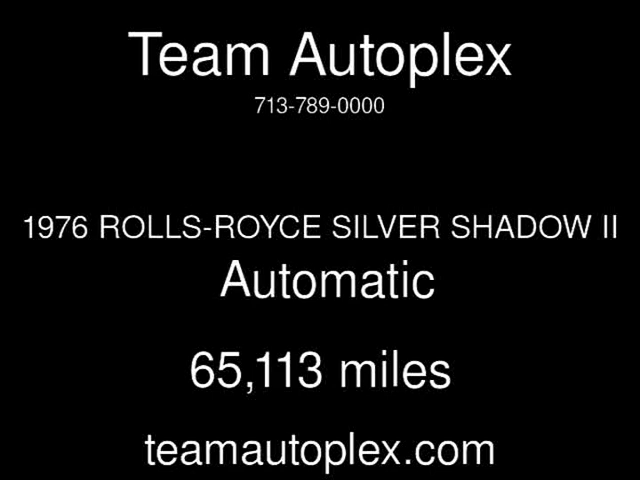 Team Autoplex
713-789-0000
1976 ROLLS-ROYCE SILVER SHADOW II
Automatic
65,113 miles
teamautoplex.com